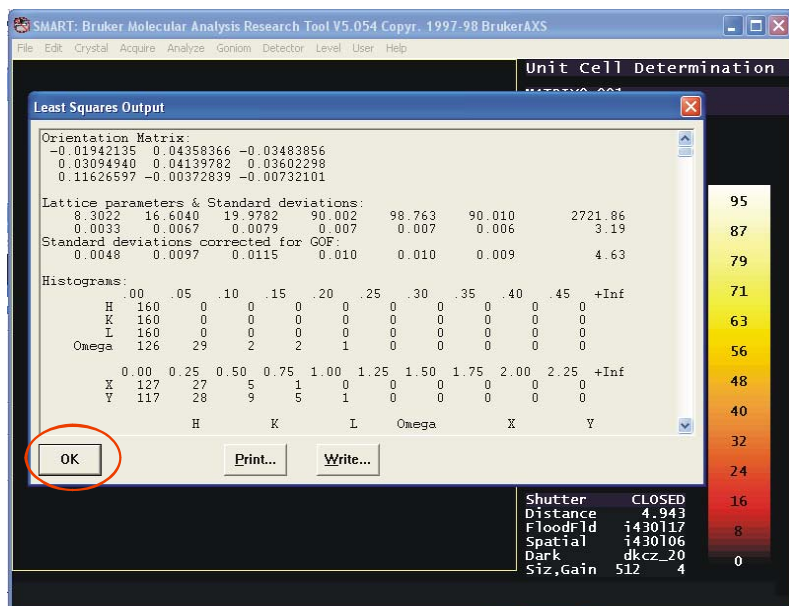 SMART: Bruker Molecular Analysis Research Tool V5.054 Copyr. 1997-98 BrukerAXS
File Edit Crystal Acquire Analyze Goniom Detector Level User Help
Unit Cell Determination
Least Squares Output
Orientation Matrix:
-0.01942135 0.04358366 -0.03483856
0.03094940 0.04139782 0.03602298
0.11626597 -0.00372839 -0.00732101
Lattice parameters & Standard deviations:
8.3022 16.6040 19.9782 90.002 98.763 90.010 2721.86
0.0033 0.0067 0.0079 0.007 0.007 0.006 3.19
Standard deviations corrected for GOF:
0.0048 0.0097 0.0115 0.010 0.010 0.009 4.63
Histograms:
.00 .05 .10 .15 .20 .25 .30 .35 .40 .45 +Inf
H 160 0 0 0 0 0 0 0 0 0
K 160 0 0 0 0 0 0 0 0 0
L 160 0 0 0 0 0 0 0 0 0
Omega 126 29 2 2 1 0 0 0 0 0
0.00 0.25 0.50 0.75 1.00 1.25 1.50 1.75 2.00 2.25 +Inf
X 127 27 5 1 0 0 0 0 0 0
Y 117 28 9 5 1 0 0 0 0 0
H K L Omega X Y
OK Print... Write...
95
87
79
71
63
56
48
40
32
24
16
8
0
Shutter CLOSED
Distance 4.943
FloodFld i430l17
Spatial i430l06
Dark dkcz_20
Siz,Gain 512 4